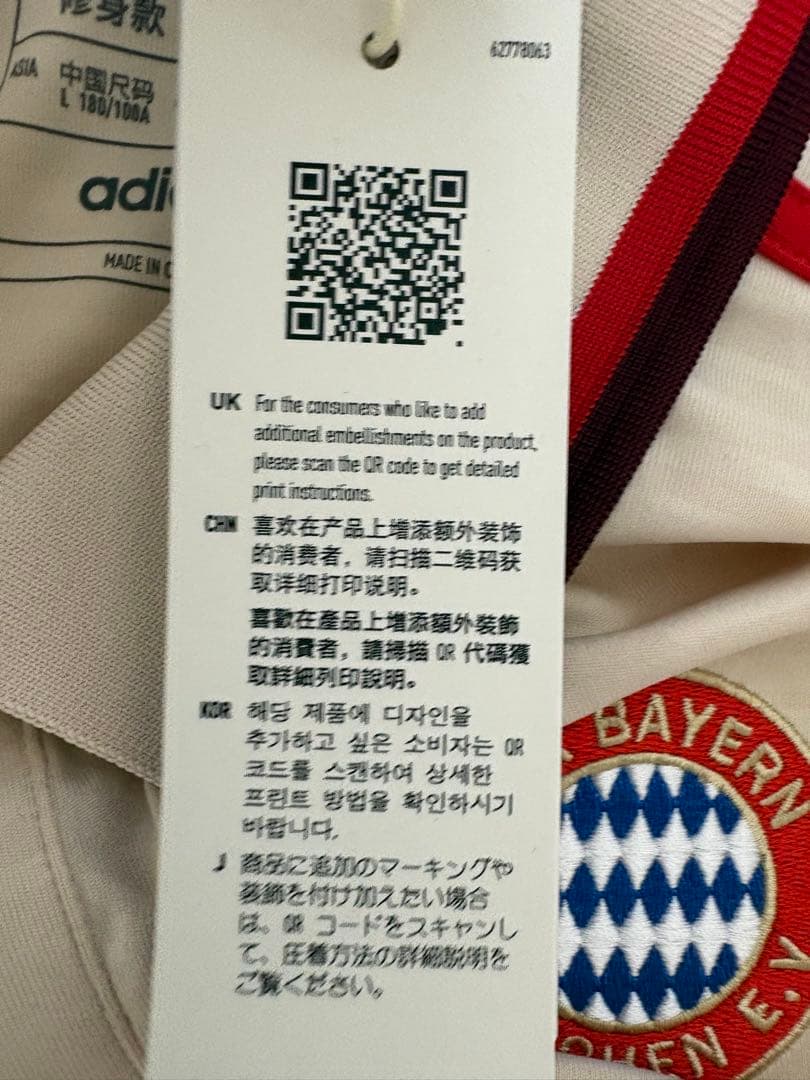 修身款
ASIA
中国尺码
L 180/100A
adi
MADE IN C
62778063
UK For the consumers who like to add
additional embellishments on the product,
please scan the QR code to get detailed
print instructions.
CHN 喜欢在产品上增添额外装饰
的消费者，请扫描二维码获
取详细打印说明。
喜歡在產品上增添額外裝飾
的消費者，請掃描 QR 代碼獲
取詳細列印說明。
KOR 해당 제품에 디자인을
추가하고 싶은 소비자는 QR
코드를 스캔하여 상세한
프린트 방법을 확인하시기
바랍니다.
J 商品に追加のマーキングや
装飾を付け加えたい場合
は、QR コードをスキャンし
て、圧着方法の詳細説明を
ご覧ください。
BAYERN
CHEN E.V